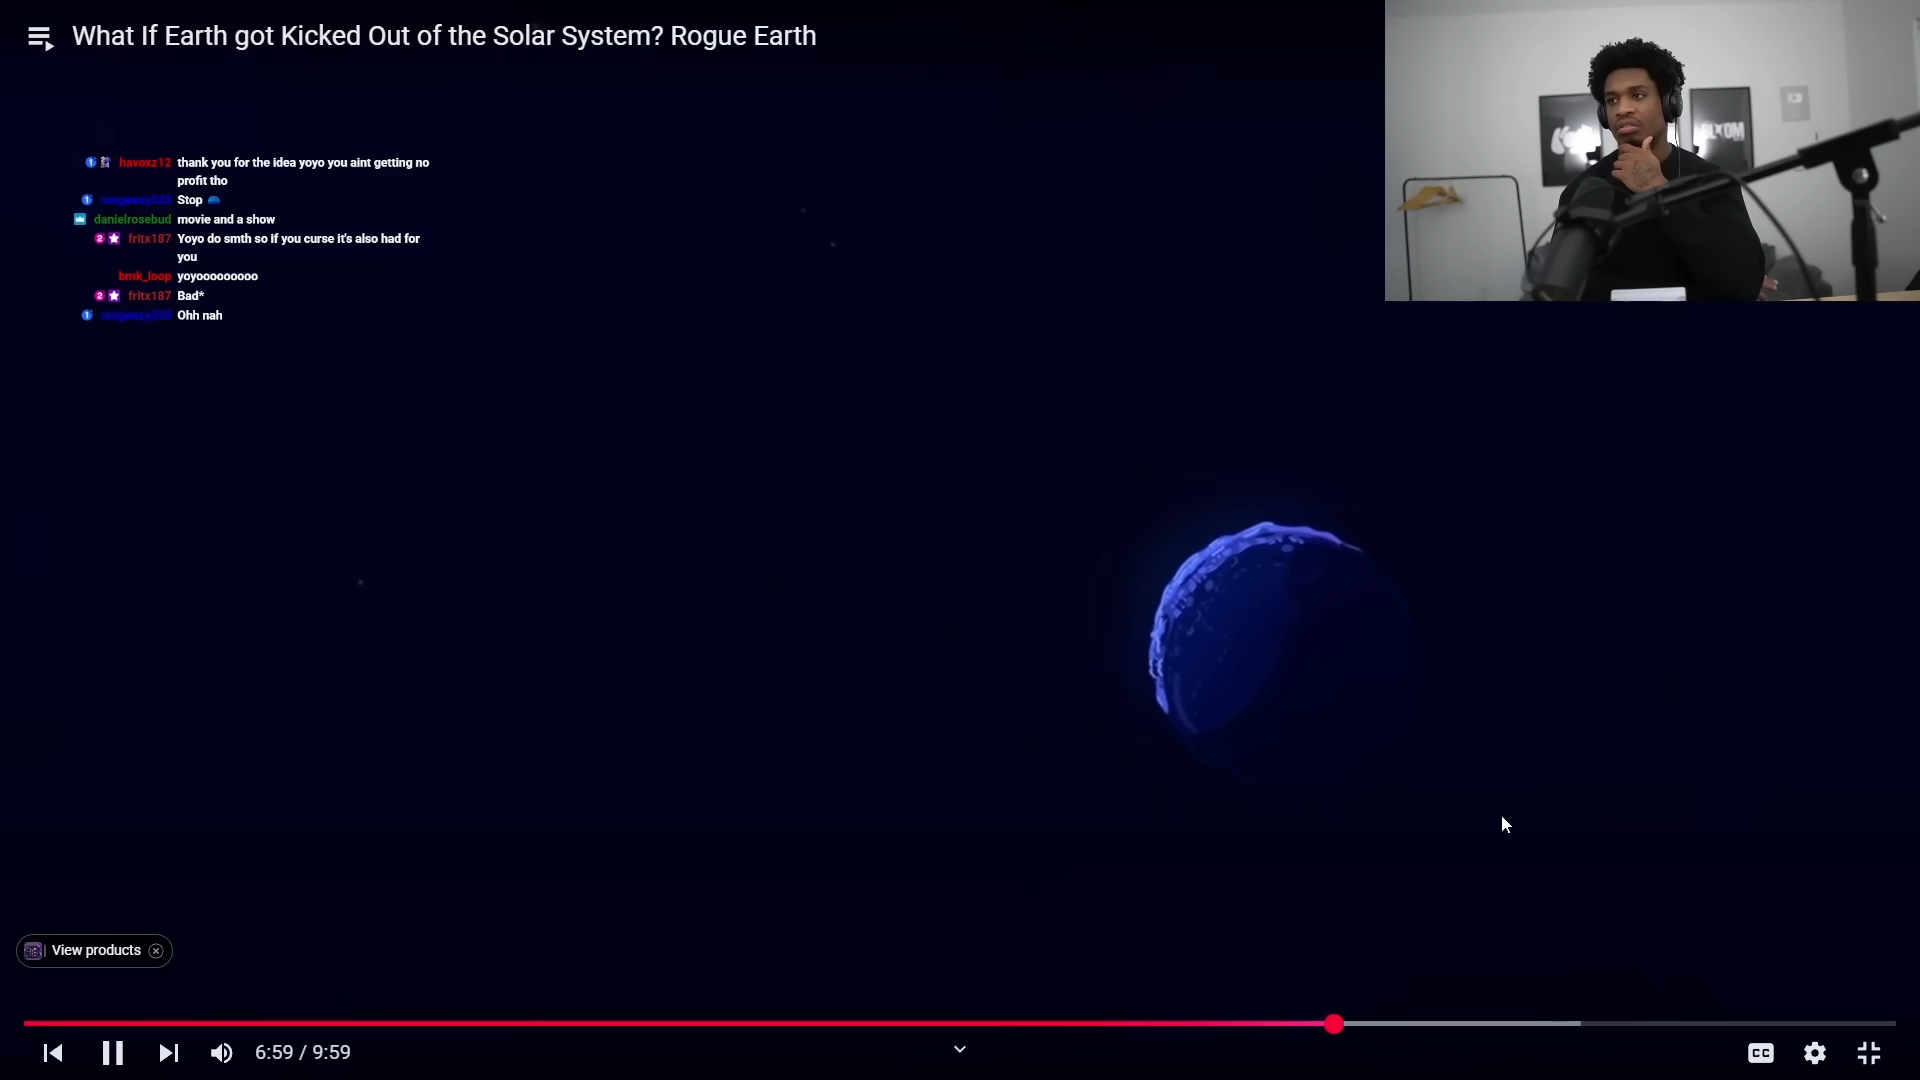 What If Earth got Kicked Out of the Solar System? Rogue Earth
havoxz12 thank you for the idea yoyo you aint getting no
profit tho
Stop
danielrosebud movie and a show
fritx187 Yoyo do smth so if you curse it's also had for
you
bmk_loop yoyooooooooo
fritx187 Bad*
Ohh nah
View products
6:59 / 9:59
CC